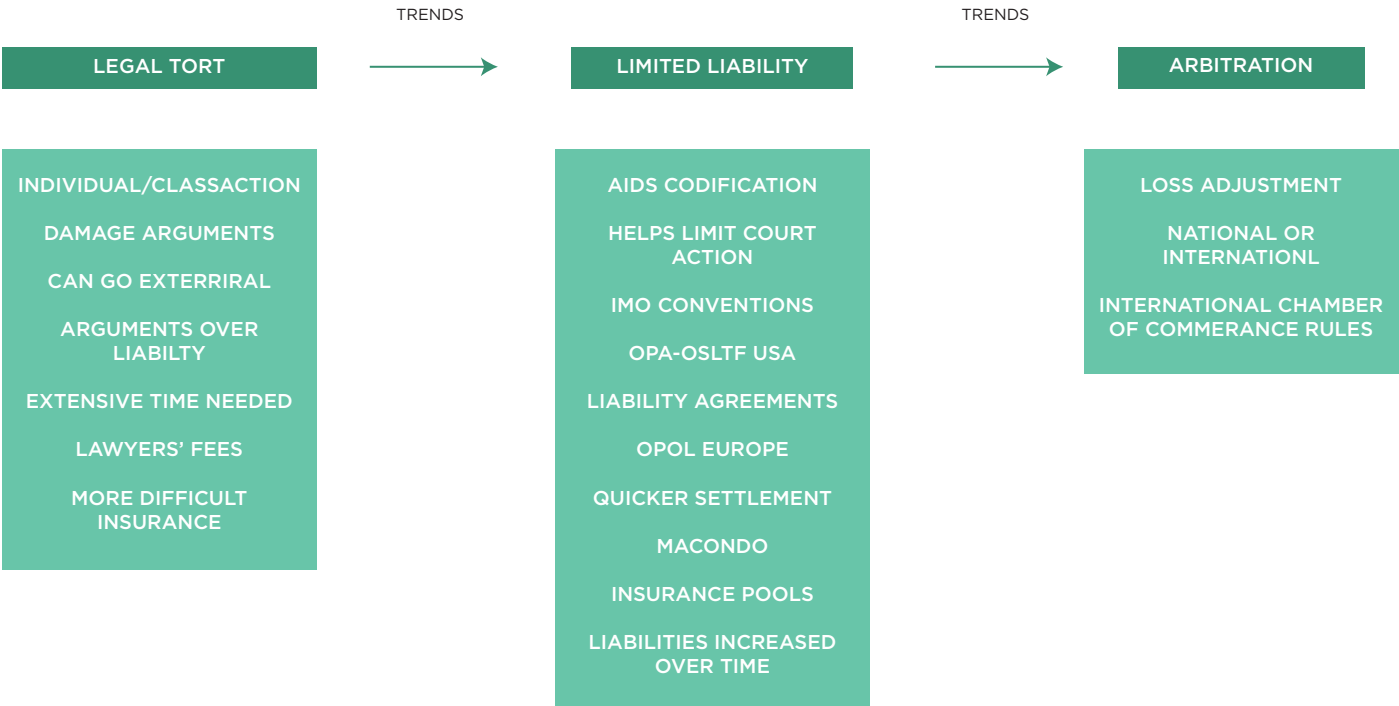 TRENDS
TRENDS
LEGAL TORT
LIMITED LIABILITY
ARBITRATION
INDIVIDUAL/CLASSACTION
DAMAGE ARGUMENTS
CAN GO EXTERRIRAL
ARGUMENTS OVER
LIABILTY
EXTENSIVE TIME NEEDED
LAWYERS’ FEES
MORE DIFFICULT
INSURANCE
AIDS CODIFICATION
HELPS LIMIT COURT
ACTION
IMO CONVENTIONS
OPA-OSLTF USA
LIABILITY AGREEMENTS
OPOL EUROPE
QUICKER SETTLEMENT
MACONDO
INSURANCE POOLS
LIABILITIES INCREASED
OVER TIME
LOSS ADJUSTMENT
NATIONAL OR
INTERNATIONL
INTERNATIONAL CHAMBER
OF COMMERANCE RULES